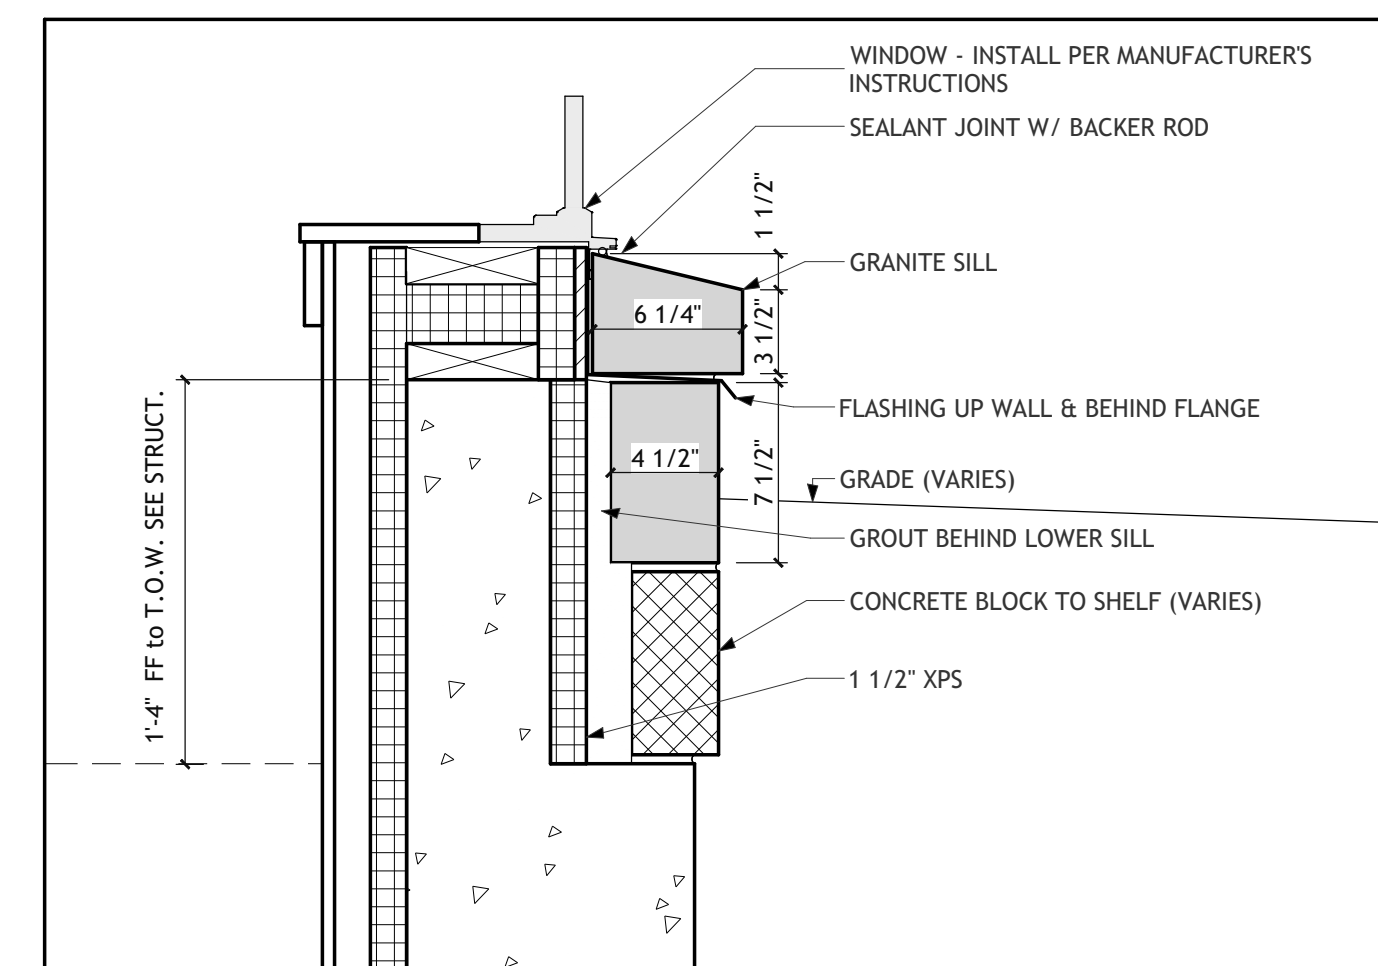 WINDOW - INSTALL PER MANUFACTURER'S
INSTRUCTIONS
SEALANT JOINT W/ BACKER ROD
1 1/2"
GRANITE SILL
6 1/4"
3 1/2"
FLASHING UP WALL & BEHIND FLANGE
4 1/2"
7 1/2"
GRADE (VARIES)
GROUT BEHIND LOWER SILL
CONCRETE BLOCK TO SHELF (VARIES)
1 1/2" XPS
1'-4" FF to T.O.W. SEE STRUCT.